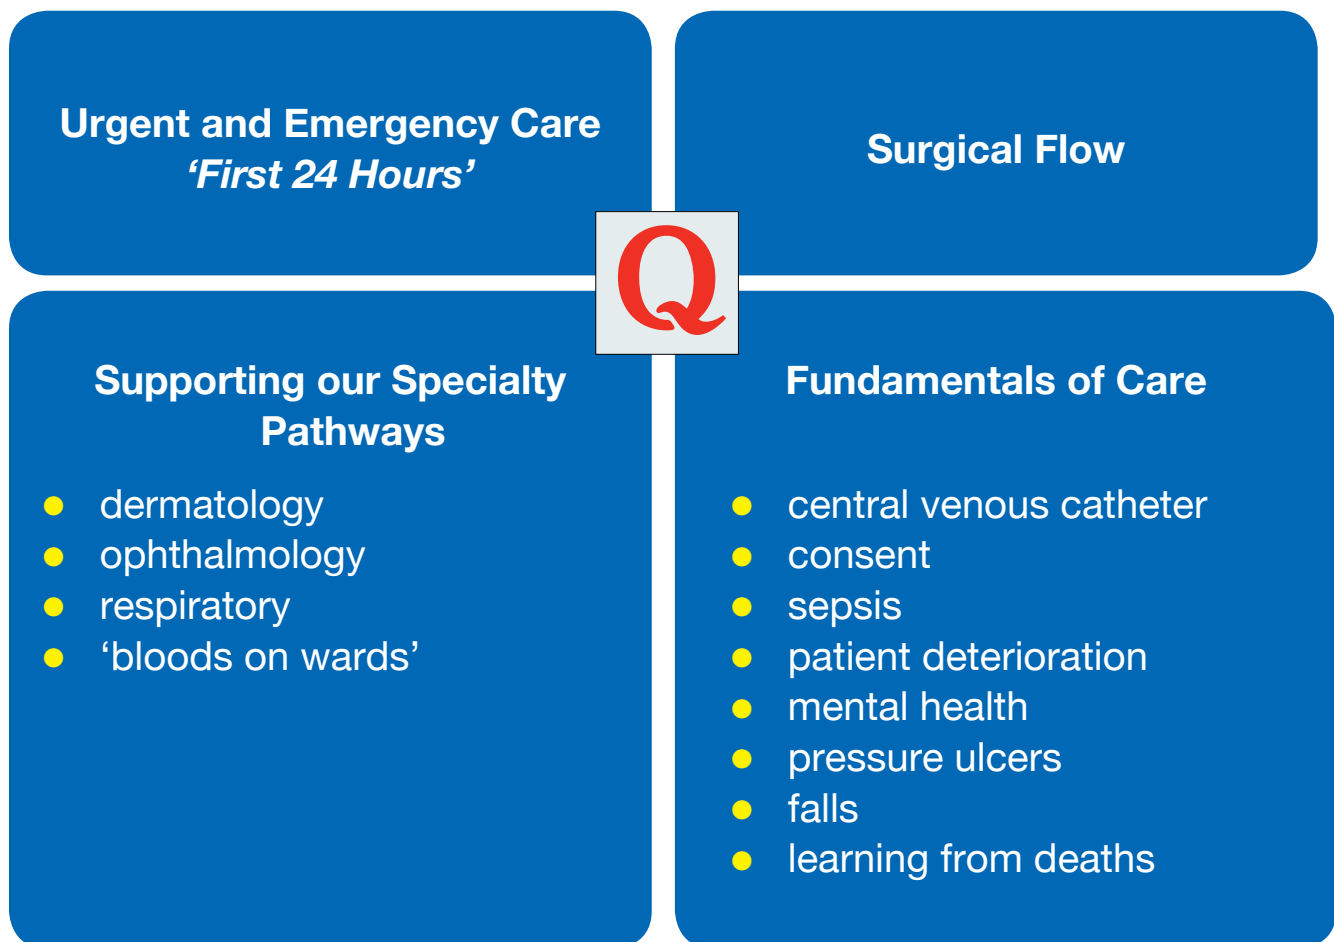 Urgent and Emergency Care
‘First 24 Hours’
Surgical Flow
Q
Supporting our Specialty
Pathways
● dermatology
● ophthalmology
● respiratory
● ‘bloods on wards’
Fundamentals of Care
● central venous catheter
● consent
● sepsis
● patient deterioration
● mental health
● pressure ulcers
● falls
● learning from deaths